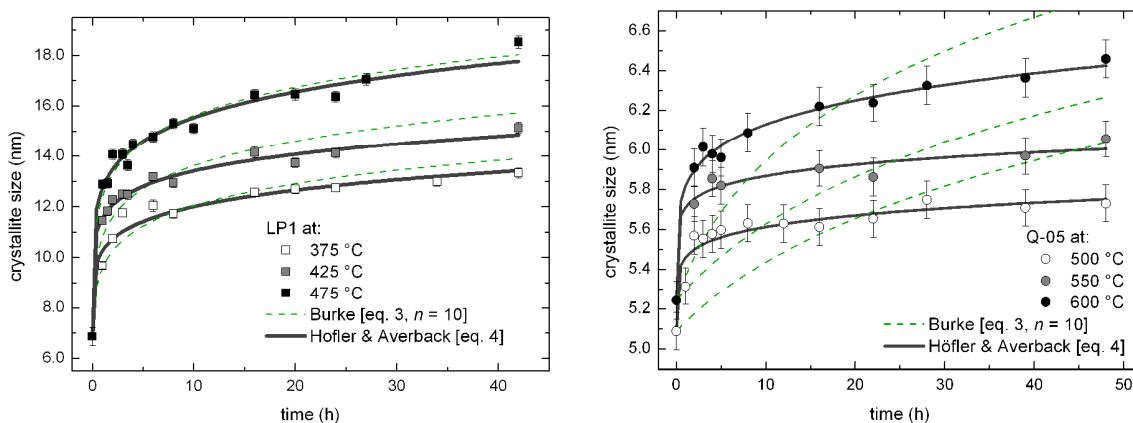 18.0
16.0
14.0
12.0
10.0
8.0
6.0
crystallite size (nm)
LP1 at:
375 °C
425 °C
475 °C
Burke [eq. 3, n = 10]
Hofler & Averback [eq. 4]
0 10 20 30 40
time (h)
6.6
6.4
6.2
6.0
5.8
5.6
5.4
5.2
5.0
crystallite size (nm)
Q-05 at:
500 °C
550 °C
600 °C
Burke [eq. 3, n = 10]
Höfler & Averback [eq. 4]
0 10 20 30 40 50
time (h)